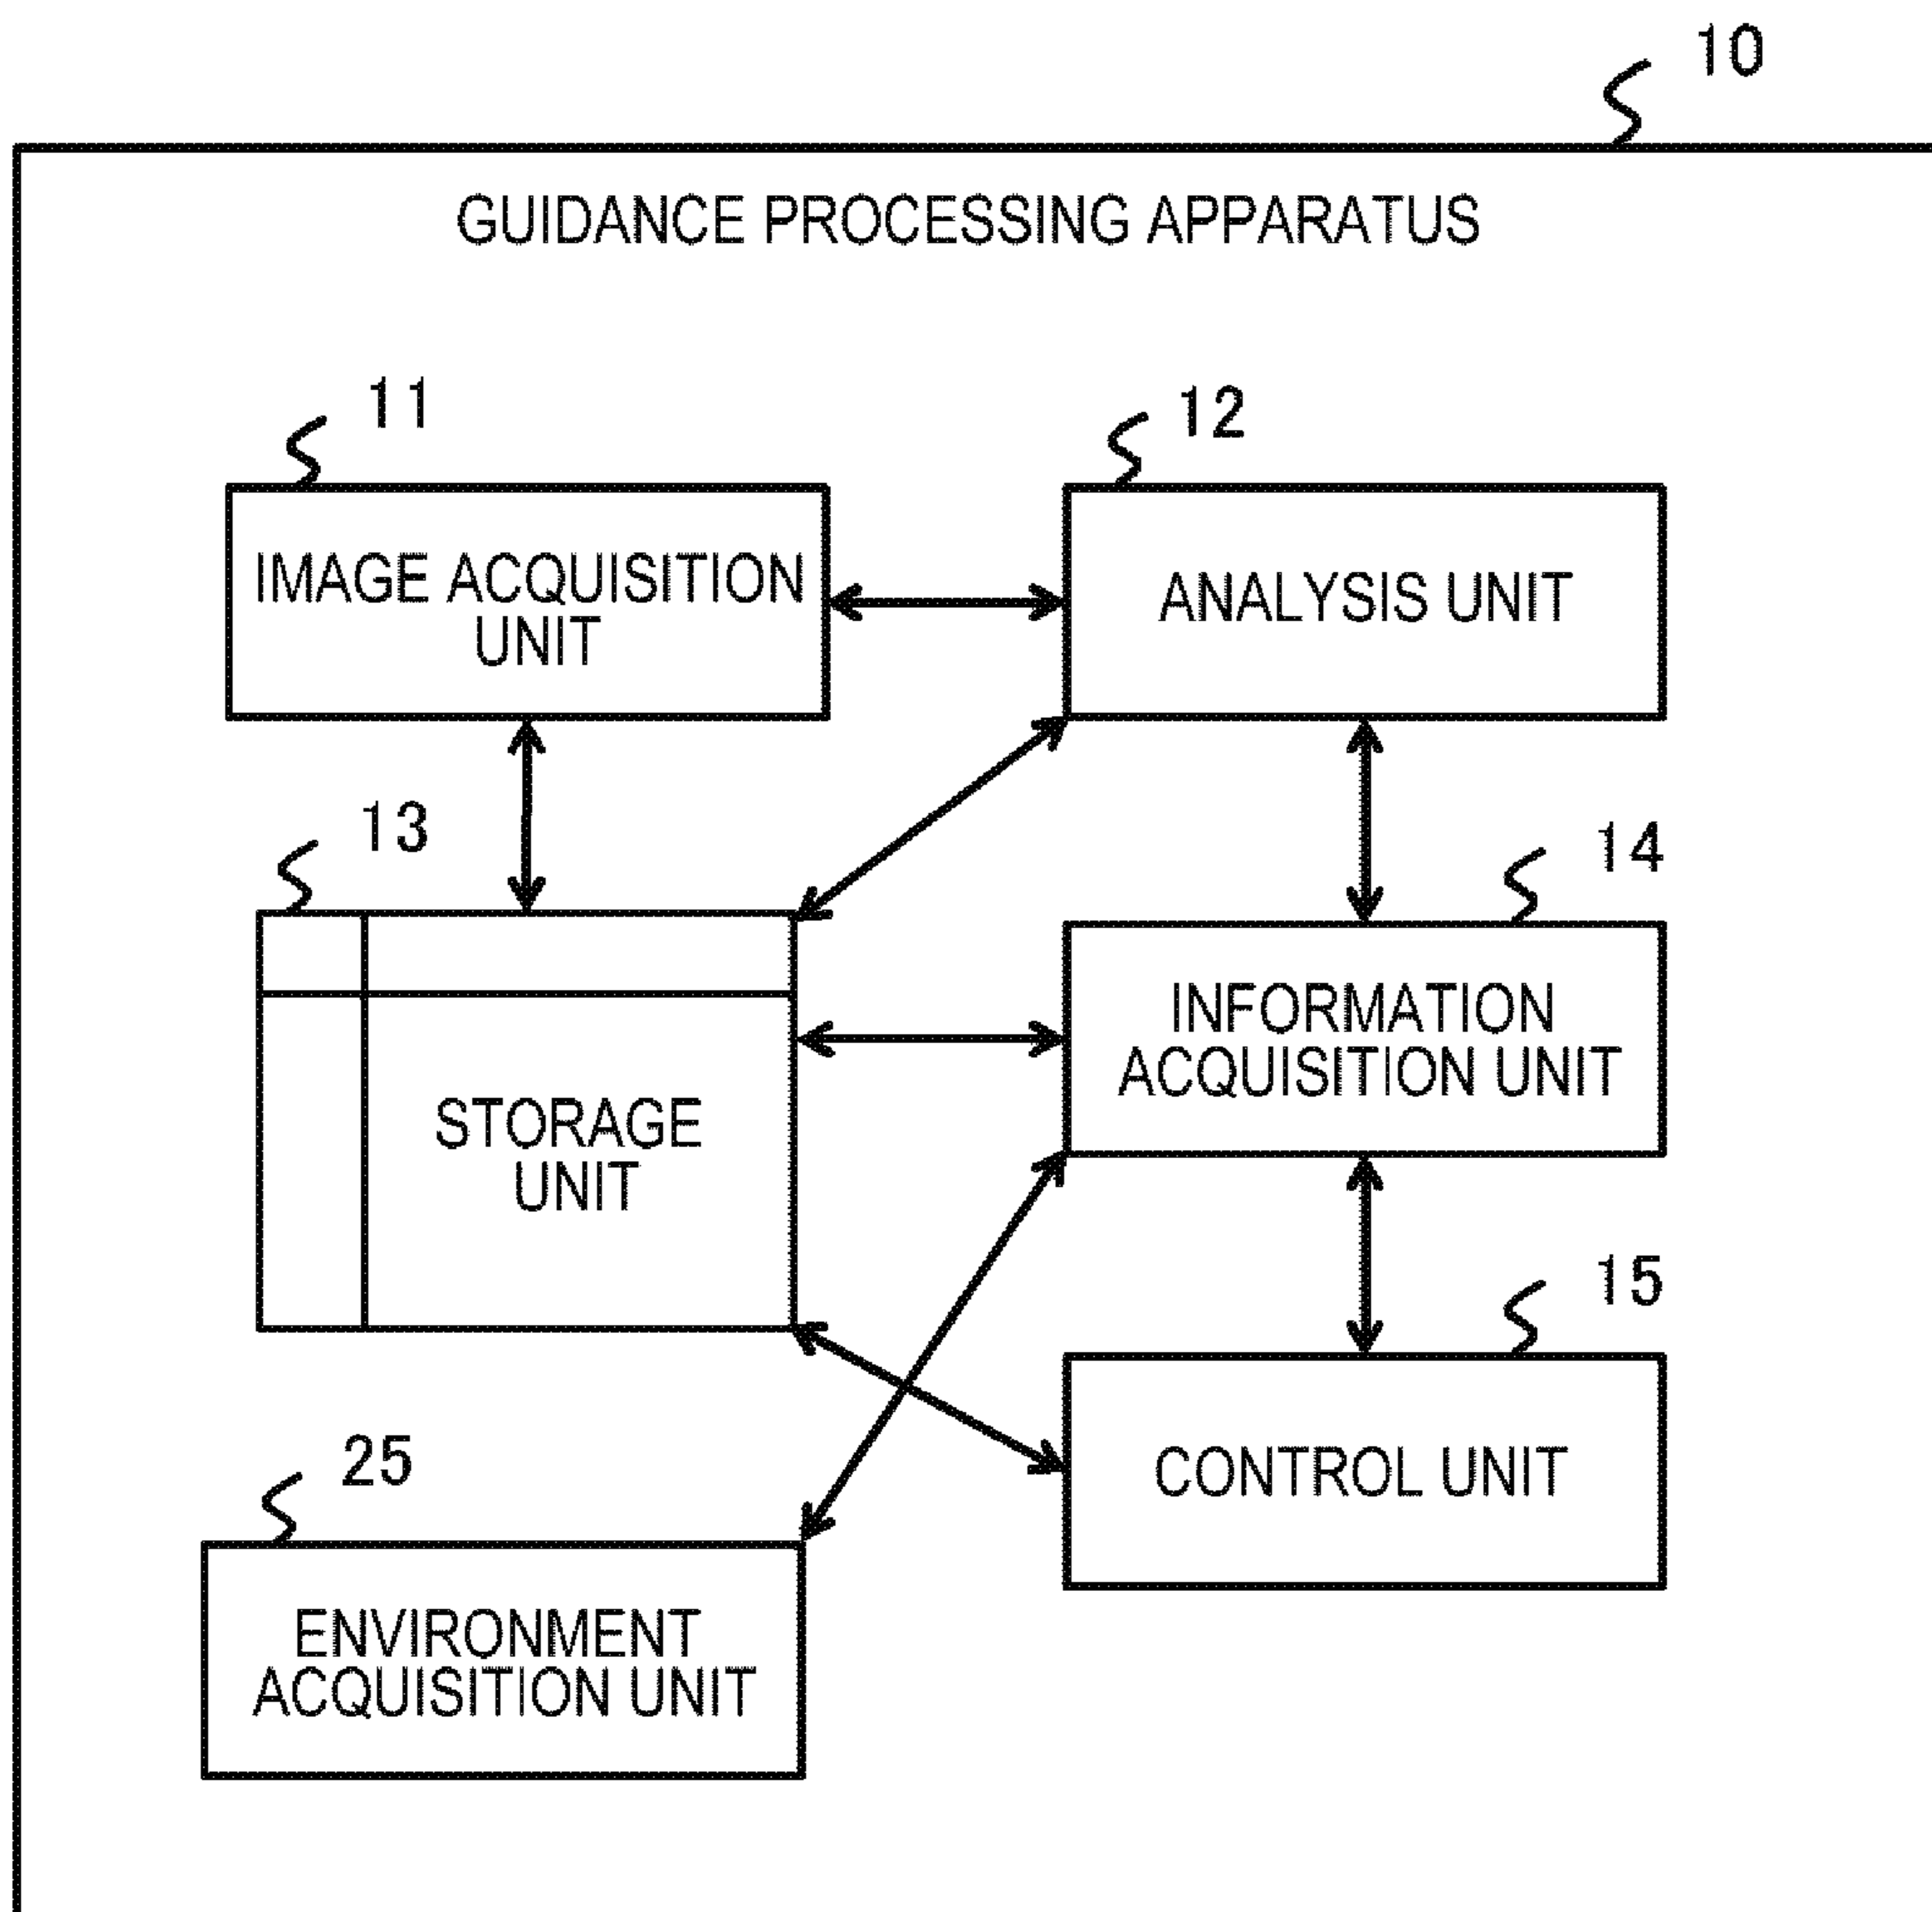 10
GUIDANCE PROCESSING APPARATUS
11
12
IMAGE ACQUISITION
UNIT
ANALYSIS UNIT
13
14
STORAGE
UNIT
INFORMATION
ACQUISITION UNIT
15
CONTROL UNIT
25
ENVIRONMENT
ACQUISITION UNIT